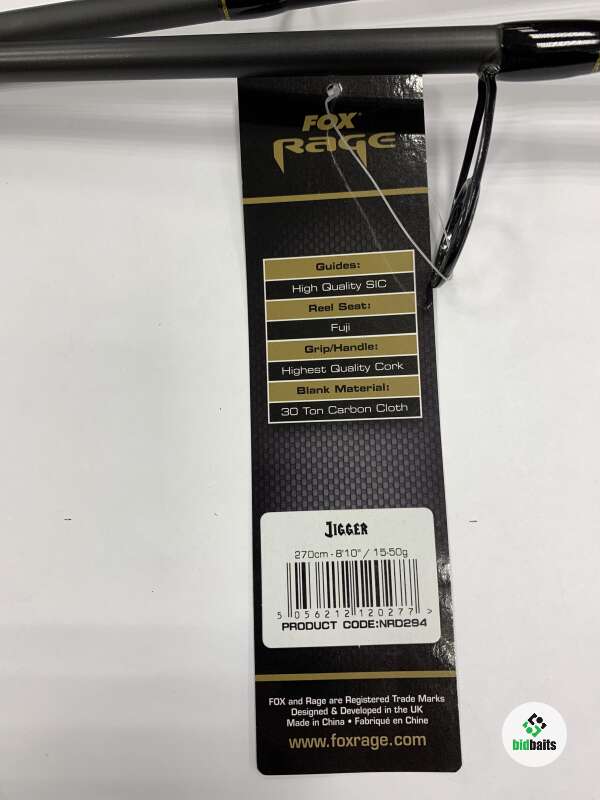 FOX
Rage
Guides:
High Quality SIC
Reel Seat:
Fuji
Grip/Handle:
Highest Quality Cork
Blank Material:
30 Ton Carbon Cloth
JIGGER
270cm - 8'10" / 15-50g
5 056212 120277 >
PRODUCT CODE:NRD294
FOX and Rage are Registered Trade Marks
Designed & Developed in the UK
Made in China • Fabriqué en Chine
www.foxrage.com
bidbaits